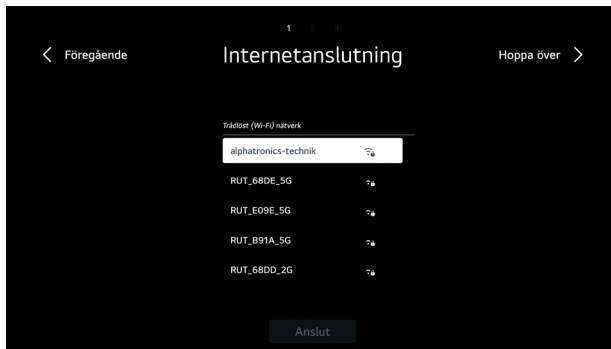 1 2 3
Föregående
Internetanslutning
Hoppa över
Trådlöst (Wi-Fi) nätverk
alphatronics-technik
RUT_68DE_5G
RUT_E09E_5G
RUT_B91A_5G
RUT_68DD_2G
Anslut